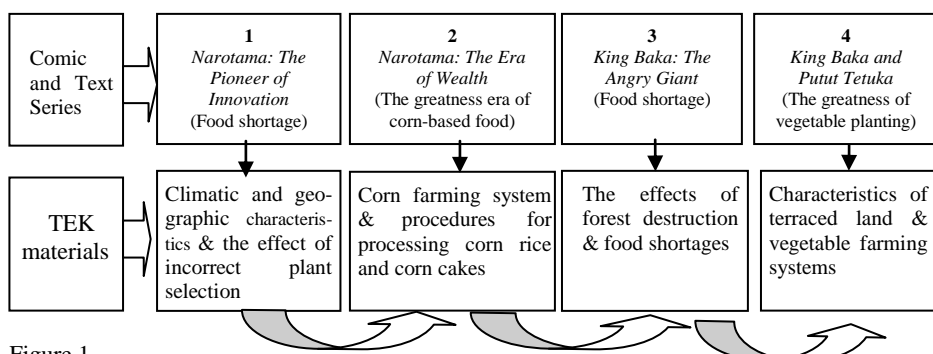 Comic
and Text
Series
1
Narotama: The
Pioneer of
Innovation
(Food shortage)
2
Narotama: The Era
of Wealth
(The greatness era of
corn-based food)
3
King Baka: The
Angry Giant
(Food shortage)
4
King Baka and
Putut Tetuka
(The greatness of
vegetable planting)
TEK
materials
Climatic and geo-
graphic characteris-
tics & the effect of
incorrect plant
selection
Corn farming system
& procedures for
processing corn rice
and corn cakes
The effects of
forest destruction
& food shortages
Characteristics of
terraced land &
vegetable farming
systems
Figure 1